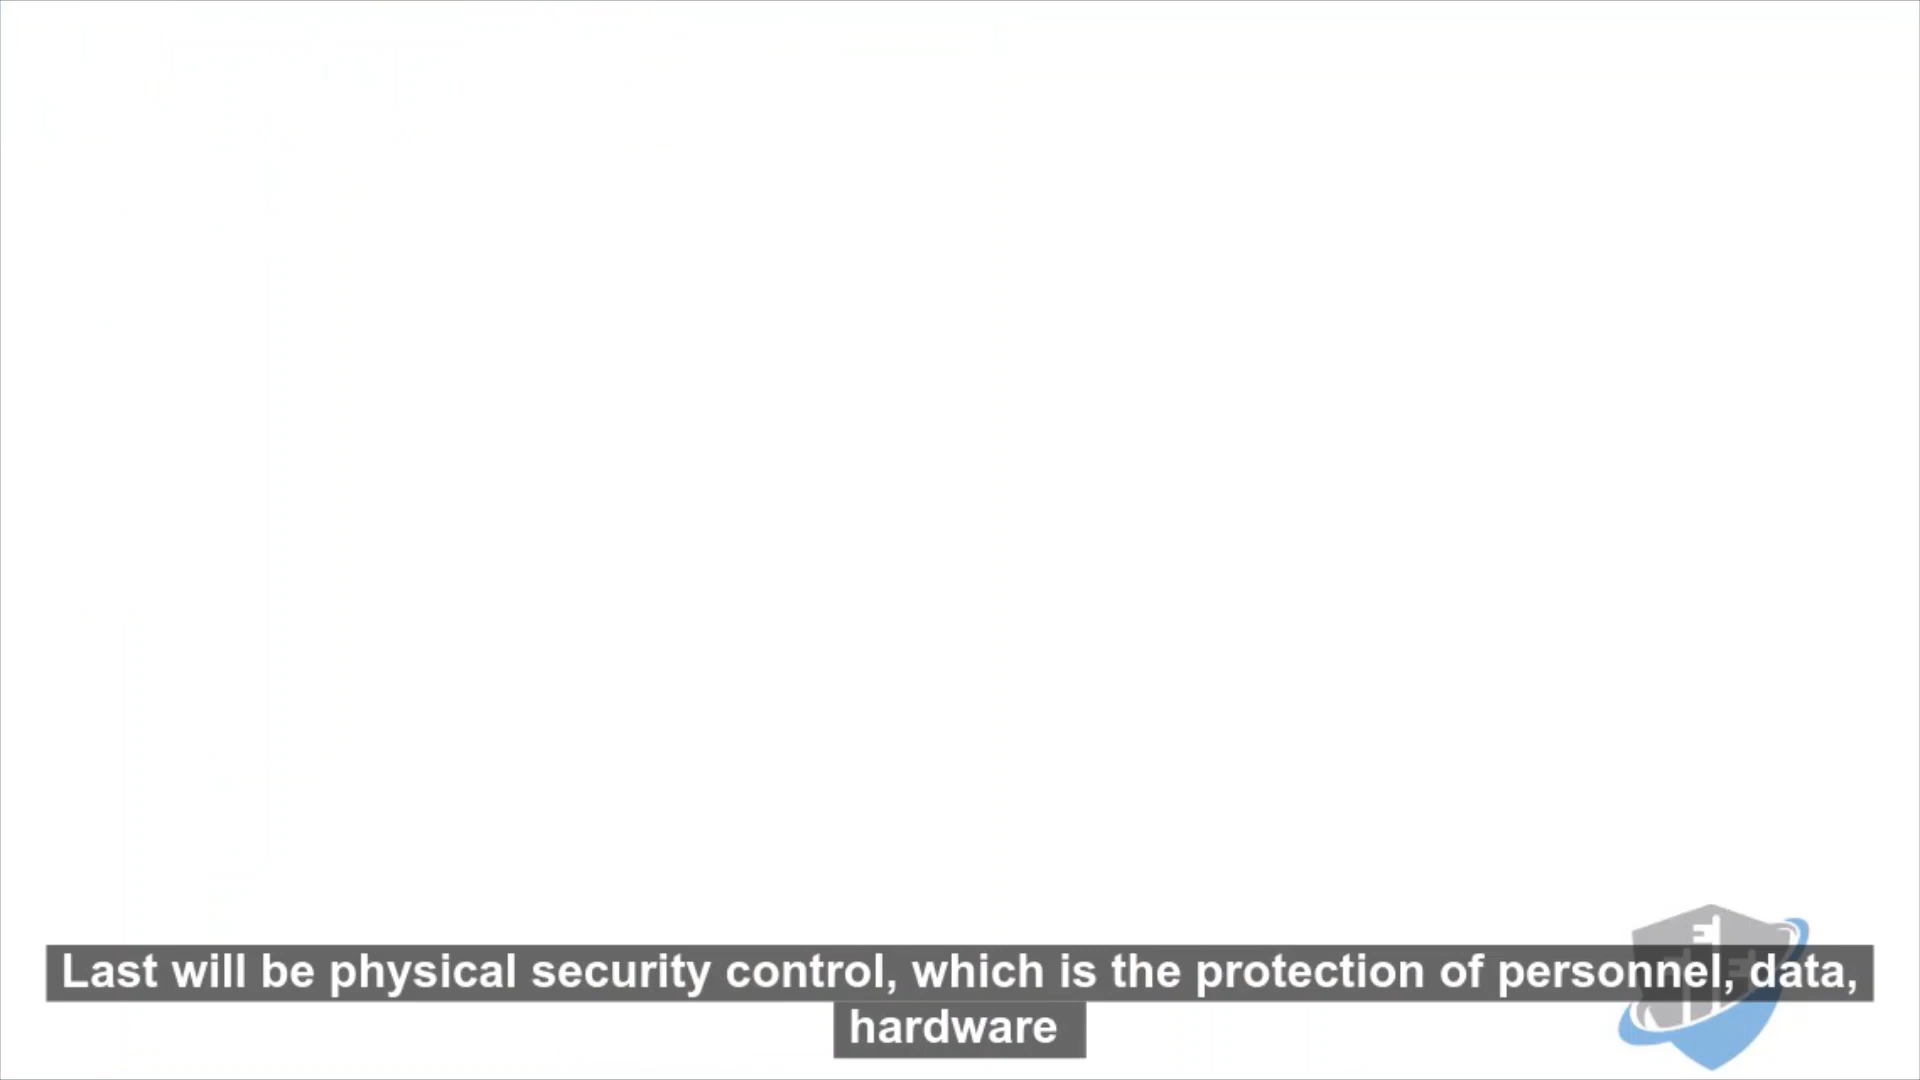 Last will be physical security control, which is the protection of personnel, data,
hardware